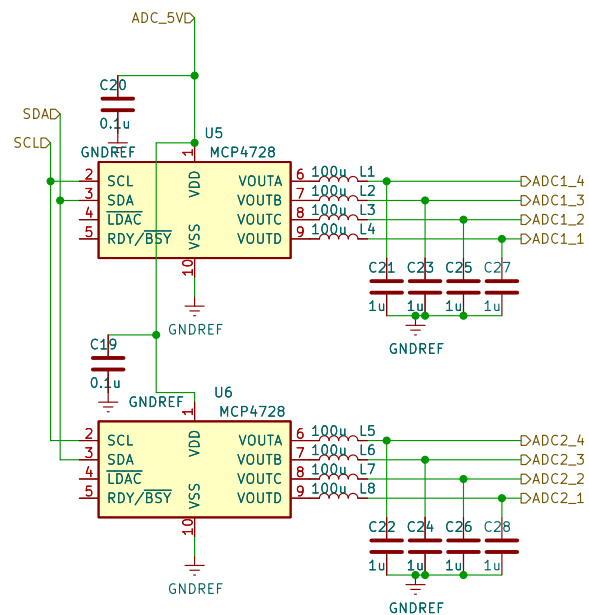 ADC_5V
C20
SDA
0.1u
SCL
U5
GNDREF
1
MCP4728
2 SCL VDD VOUTA 6 100u L1 ADC1_4
3 SDA VOUTB 7 100u L2 ADC1_3
4 LDAC VOUTC 8 100u L3 ADC1_2
5 RDY/BSY VSS VOUTD 9 100u L4 ADC1_1
10
C21 C23 C25 C27
1u 1u 1u 1u
GNDREF
GNDREF
C19
0.1u
U6
GNDREF
1
MCP4728
2 SCL VDD VOUTA 6 100u L5 ADC2_4
3 SDA VOUTB 7 100u L6 ADC2_3
4 LDAC VOUTC 8 100u L7 ADC2_2
5 RDY/BSY VSS VOUTD 9 100u L8 ADC2_1
10
C22 C24 C26 C28
1u 1u 1u 1u
GNDREF
GNDREF